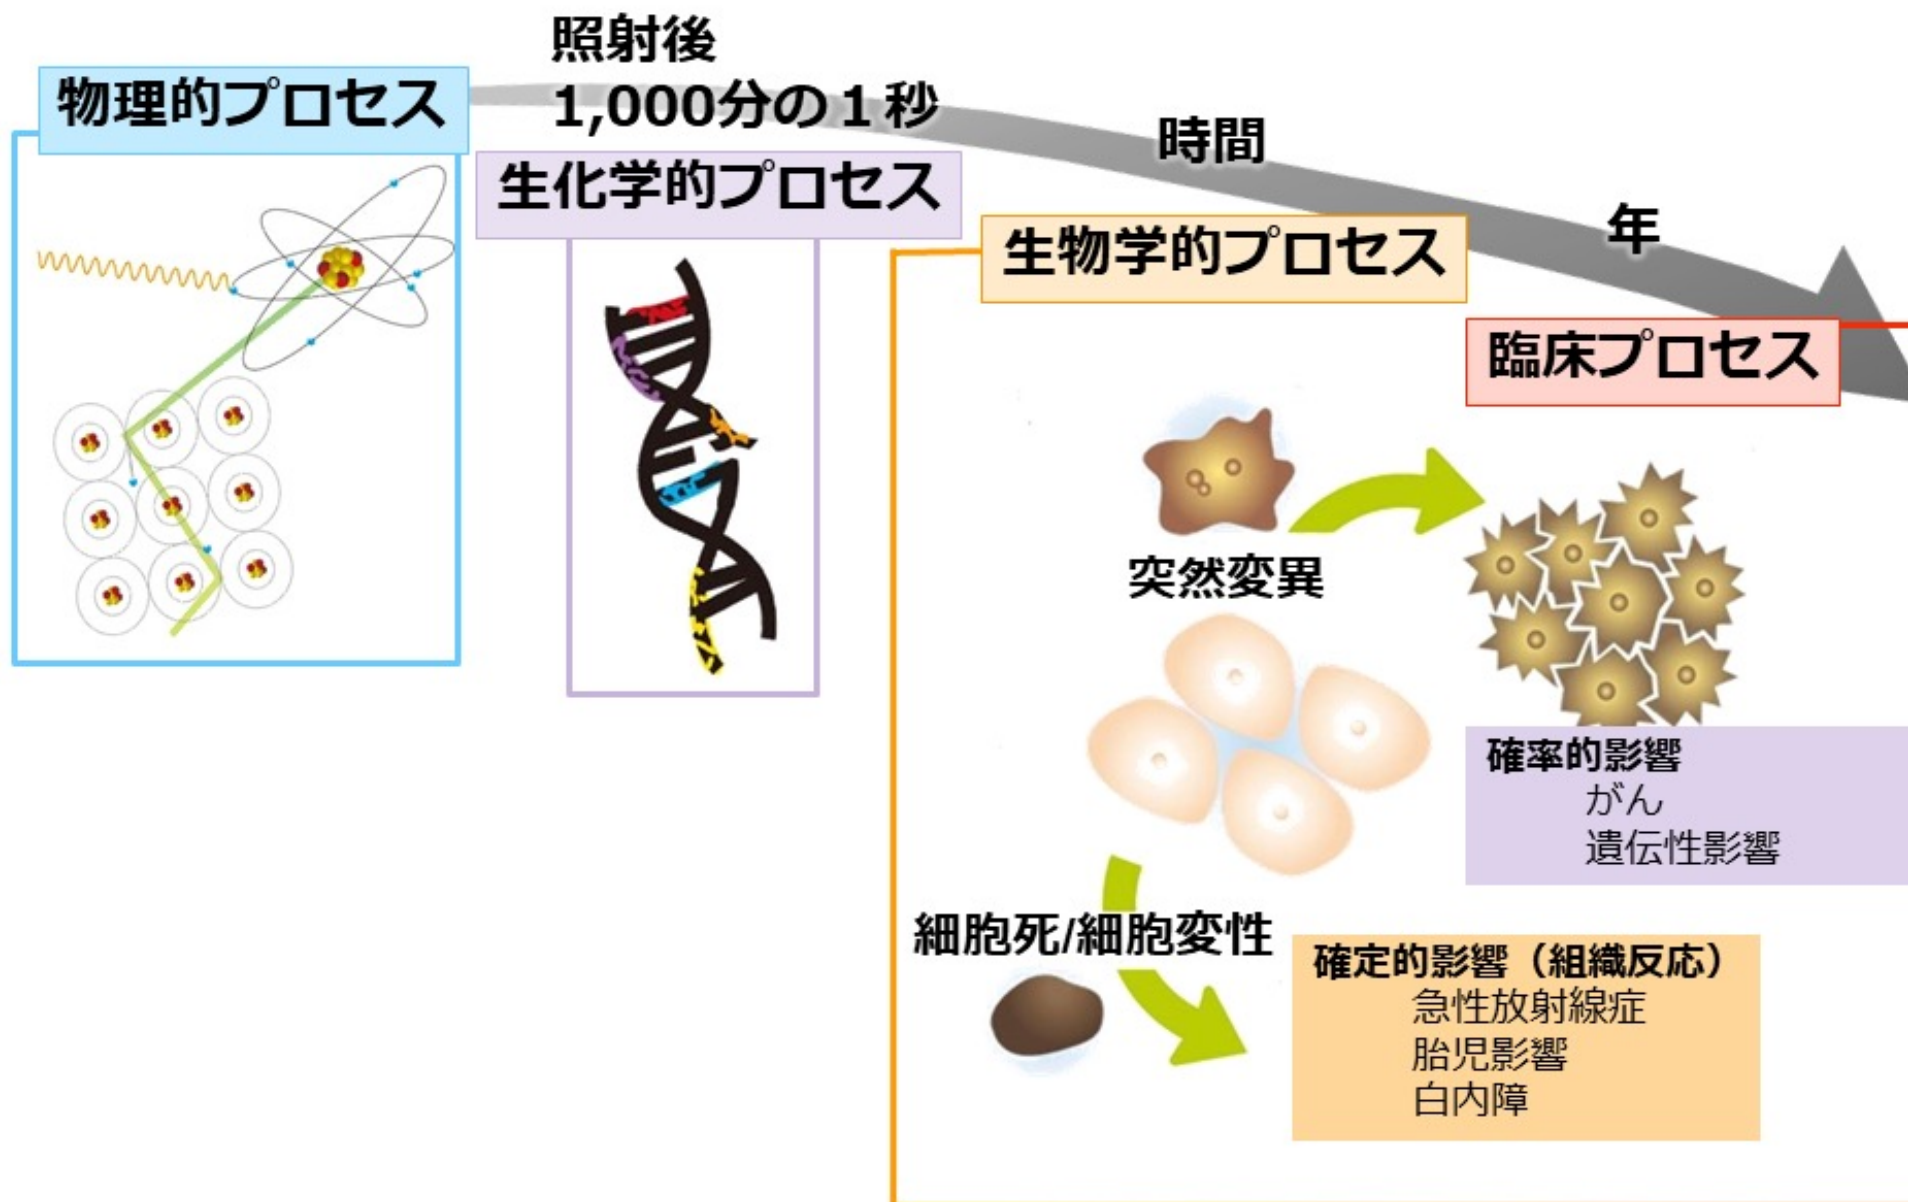 物理的プロセス
照射後
1,000分の１秒
生化学的プロセス
時間
生物学的プロセス
年
臨床プロセス
突然変異
確率的影響
がん
遺伝性影響
細胞死/細胞変性
確定的影響（組織反応）
急性放射線症
胎児影響
白内障